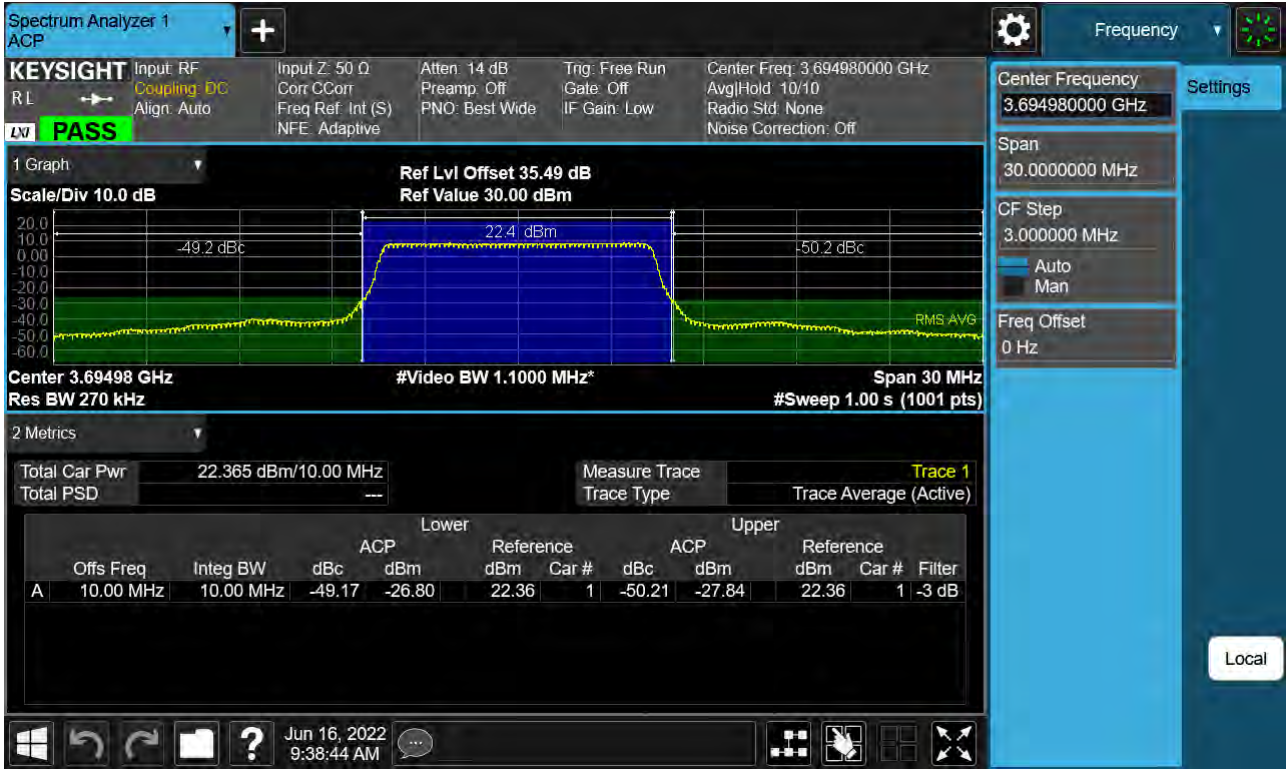 Spectrum Analyzer 1
ACP
+
Frequency
KEYSIGHT
R L
LXI
PASS
Input: RF
Coupling: DC
Align: Auto
Input Z: 50 Ω
Corr CCorr
Freq Ref: Int (S)
NFE: Adaptive
Atten: 14 dB
Preamp: Off
PNO: Best Wide
Trig: Free Run
Gate: Off
IF Gain: Low
Center Freq: 3.694980000 GHz
Avg|Hold: 10/10
Radio Std: None
Noise Correction: Off
Center Frequency
3.694980000 GHz
Settings
Span
30.0000000 MHz
CF Step
3.000000 MHz
Auto
Man
Freq Offset
0 Hz
Local
1 Graph
Scale/Div 10.0 dB
Ref Lvl Offset 35.49 dB
Ref Value 30.00 dBm
20.0
10.0
0.00
-10.0
-20.0
-30.0
-40.0
-50.0
-60.0
-49.2 dBc
22.4 dBm
-50.2 dBc
RMS AVG
Center 3.69498 GHz #Video BW 1.1000 MHz* Span 30 MHz
Res BW 270 kHz #Sweep 1.00 s (1001 pts)
2 Metrics
Total Car Pwr 22.365 dBm/10.00 MHz
Total PSD ---
Measure Trace Trace 1
Trace Type Trace Average (Active)
Lower Upper
ACP Reference ACP Reference
Offs Freq Integ BW dBc dBm dBm Car # dBc dBm dBm Car # Filter
A 10.00 MHz 10.00 MHz -49.17 -26.80 22.36 1 -50.21 -27.84 22.36 1 -3 dB
?
Jun 16, 2022
9:38:44 AM